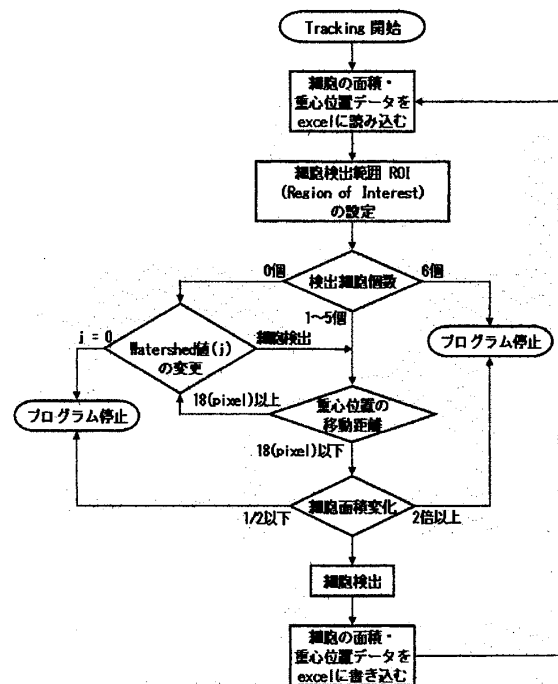 Tracking 開始
細胞の面積・
重心位置データを
excelに読み込む
細胞検出範囲 ROI
(Region of Interest)
の設定
0個
検出細胞個数
6個
1～5個
j = 0
Watershed値(j)
の変更
細胞検出
プログラム停止
18(pixel)以上
重心位置の
移動距離
プログラム停止
18(pixel)以下
1/2以下
細胞面積変化
2倍以上
細胞検出
細胞の面積・
重心位置データを
excelに書き込む